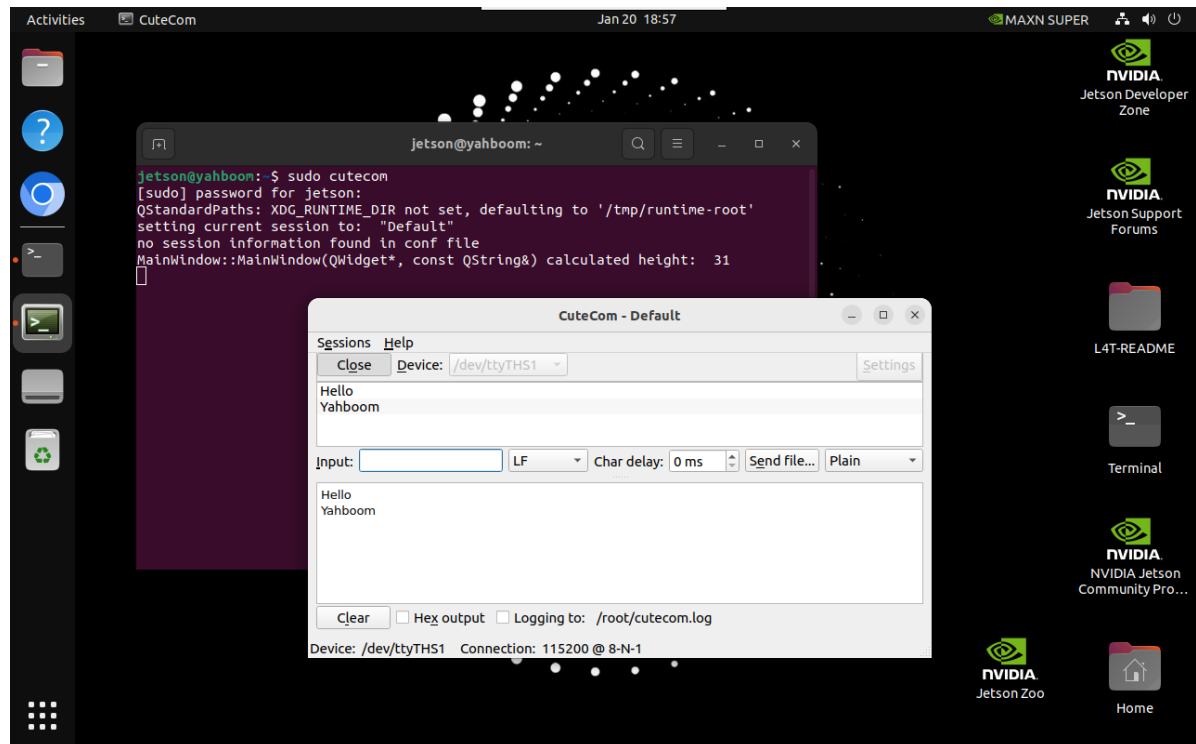 Activities CuteCom Jan 20 18:57 MAXN SUPER
NVIDIA.
Jetson Developer
Zone
jetson@yahboom: ~
jetson@yahboom:~$ sudo cutecom
[sudo] password for jetson:
QStandardPaths: XDG_RUNTIME_DIR not set, defaulting to '/tmp/runtime-root'
setting current session to:  "Default"
no session information found in conf file
MainWindow::MainWindow(QWidget*, const QString&) calculated height:  31
NVIDIA.
Jetson Support
Forums
CuteCom - Default
Sessions Help
Close Device: /dev/ttyTHS1 Settings
Hello
Yahboom
Input: LF Char delay: 0 ms Send file... Plain
Hello
Yahboom
Clear Hex output Logging to: /root/cutecom.log
Device: /dev/ttyTHS1 Connection: 115200 @ 8-N-1
L4T-README
>_
Terminal
NVIDIA.
NVIDIA Jetson
Community Pro...
NVIDIA.
Jetson Zoo
Home